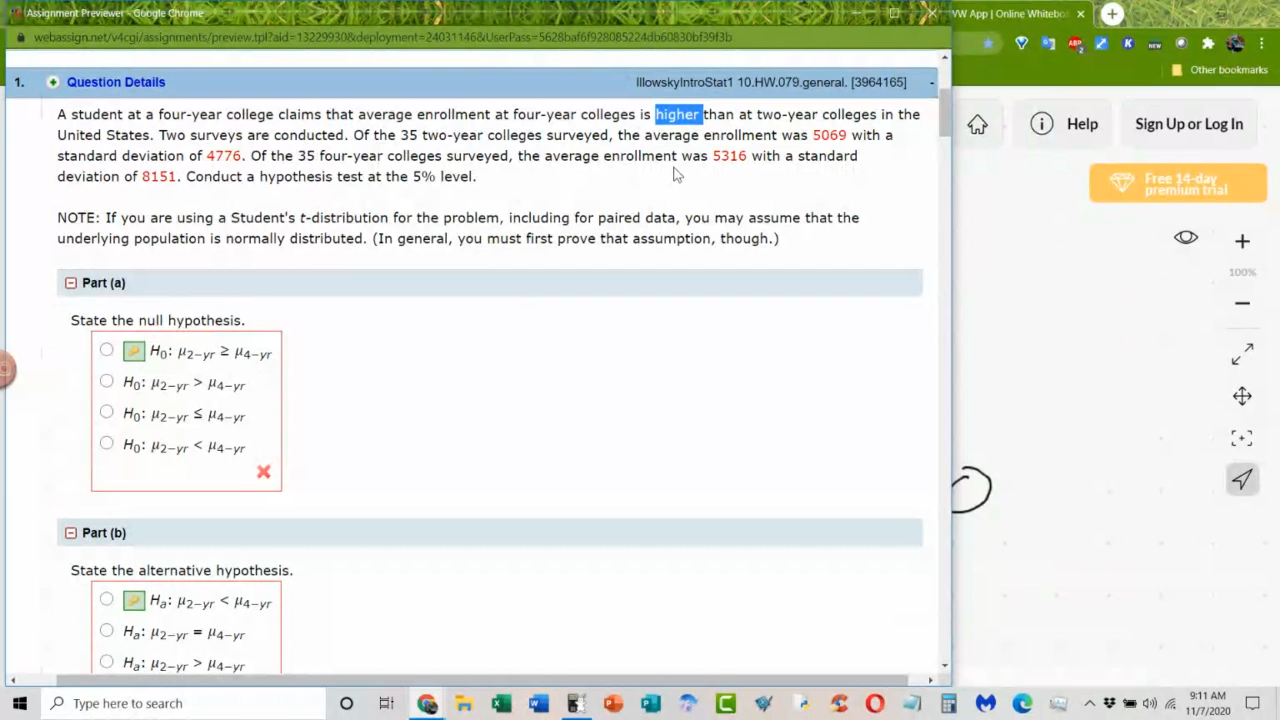 Assignment Previewer - Google Chrome
WW App | Online Whitebo
webassign.net/v4cgi/assignments/preview.tpl?aid=13229930&deployment=24031146&UserPass=5628baf6f928085224db60830bf39f3b
Other bookmarks
1. Question Details IllowskyIntroStat1 10.HW.079.general. [3964165] -
A student at a four-year college claims that average enrollment at four-year colleges is higher than at two-year colleges in the
United States. Two surveys are conducted. Of the 35 two-year colleges surveyed, the average enrollment was 5069 with a
standard deviation of 4776. Of the 35 four-year colleges surveyed, the average enrollment was 5316 with a standard
deviation of 8151. Conduct a hypothesis test at the 5% level.
NOTE: If you are using a Student's t-distribution for the problem, including for paired data, you may assume that the
underlying population is normally distributed. (In general, you must first prove that assumption, though.)
Part (a)
State the null hypothesis.
H0: μ2-yr ≥ μ4-yr
H0: μ2-yr > μ4-yr
H0: μ2-yr ≤ μ4-yr
H0: μ2-yr < μ4-yr
Part (b)
State the alternative hypothesis.
Ha: μ2-yr < μ4-yr
Ha: μ2-yr = μ4-yr
Ha: μ2-yr > μ4-yr
Help
Sign Up or Log In
Free 14-day
premium trial
100%
Type here to search
9:11 AM
11/7/2020